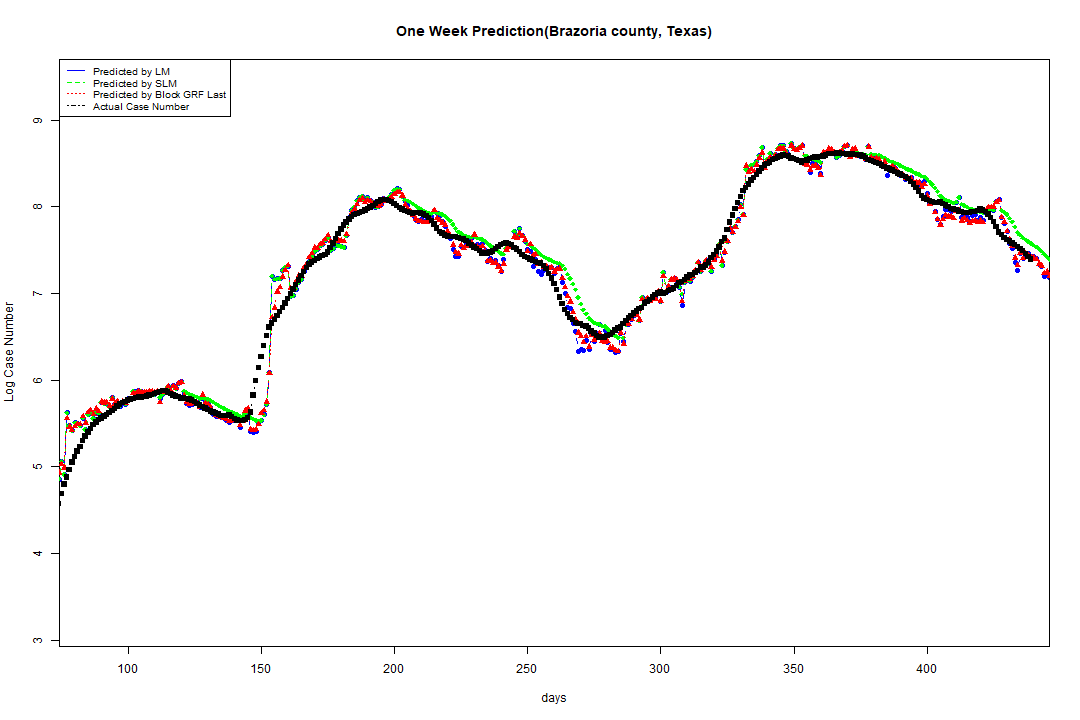 One Week Prediction(Brazoria county, Texas)
Predicted by LM
Predicted by SLM
Predicted by Block GRF Last
Actual Case Number
9
8
7
6
5
4
3
Log Case Number
100 150 200 250 300 350 400
days